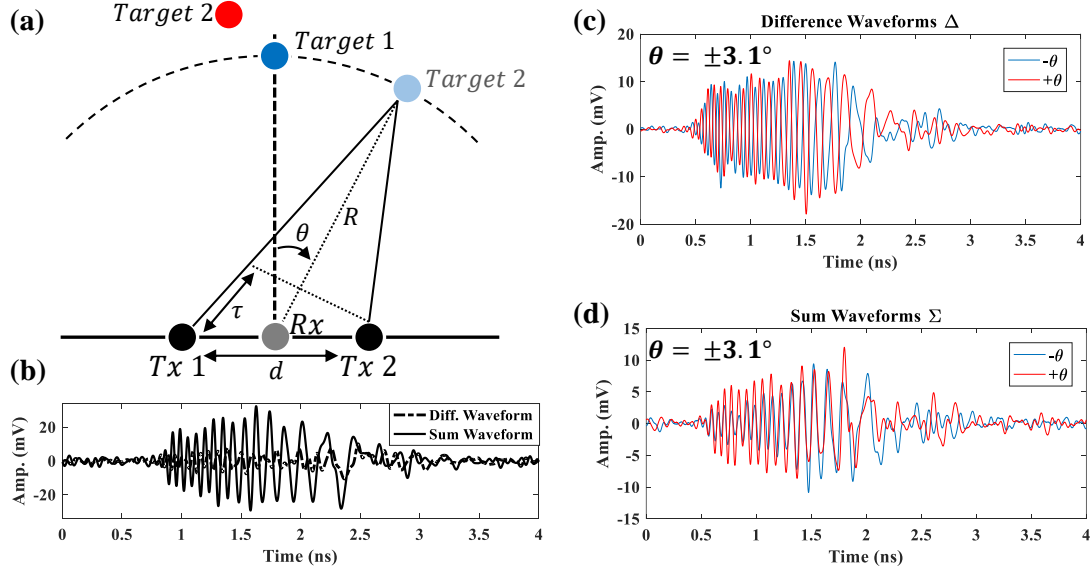 (a)
Target 2
Target 1
Target 2
R
θ
τ
Rx
Tx 1
d
Tx 2
(b)
Diff. Waveform
Sum Waveform
Amp. (mV)
20
0
-20
0 0.5 1 1.5 2 2.5 3 3.5 4
Time (ns)
(c)
Difference Waveforms Δ
θ = ±3.1°
-θ
+θ
Amp. (mV)
20
10
0
-10
-20
0 0.5 1 1.5 2 2.5 3 3.5 4
Time (ns)
(d)
Sum Waveforms Σ
θ = ±3.1°
-θ
+θ
Amp. (mV)
15
10
5
0
-5
-10
-15
0 0.5 1 1.5 2 2.5 3 3.5 4
Time (ns)